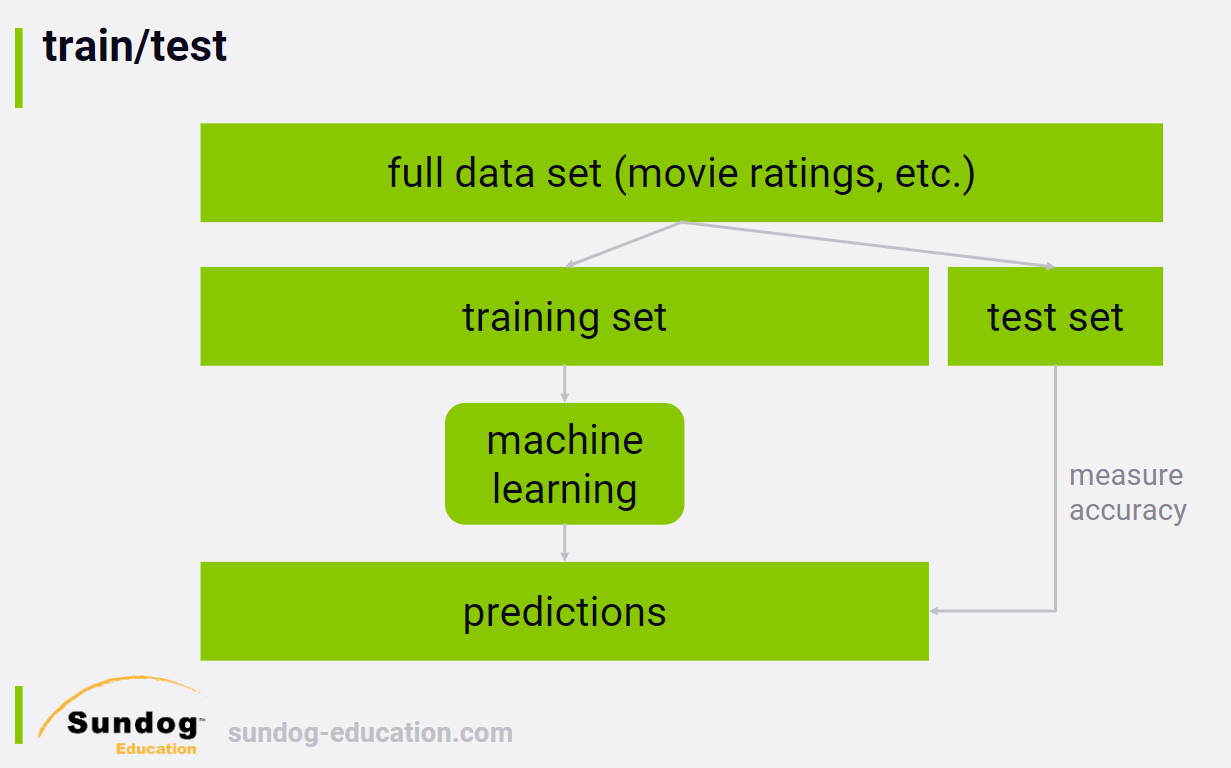 train/test
full data set (movie ratings, etc.)
training set
test set
machine
learning
measure
accuracy
predictions
Sundog™
Education
sundog-education.com